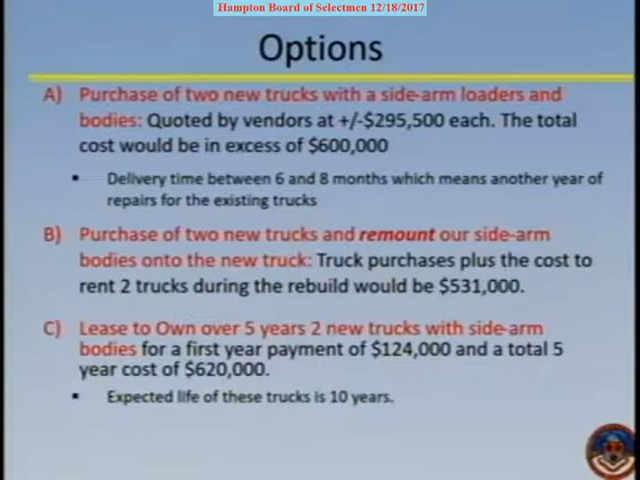 Hampton Board of Selectmen 12/18/2017
Options
A) Purchase of two new trucks with a side-arm loaders and
bodies: Quoted by vendors at +/-$295,500 each. The total
cost would be in excess of $600,000
▪ Delivery time between 6 and 8 months which means another year of
repairs for the existing trucks
B) Purchase of two new trucks and remount our side-arm
bodies onto the new truck: Truck purchases plus the cost to
rent 2 trucks during the rebuild would be $531,000.
C) Lease to Own over 5 years 2 new trucks with side-arm
bodies for a first year payment of $124,000 and a total 5
year cost of $620,000.
▪ Expected life of these trucks is 10 years.